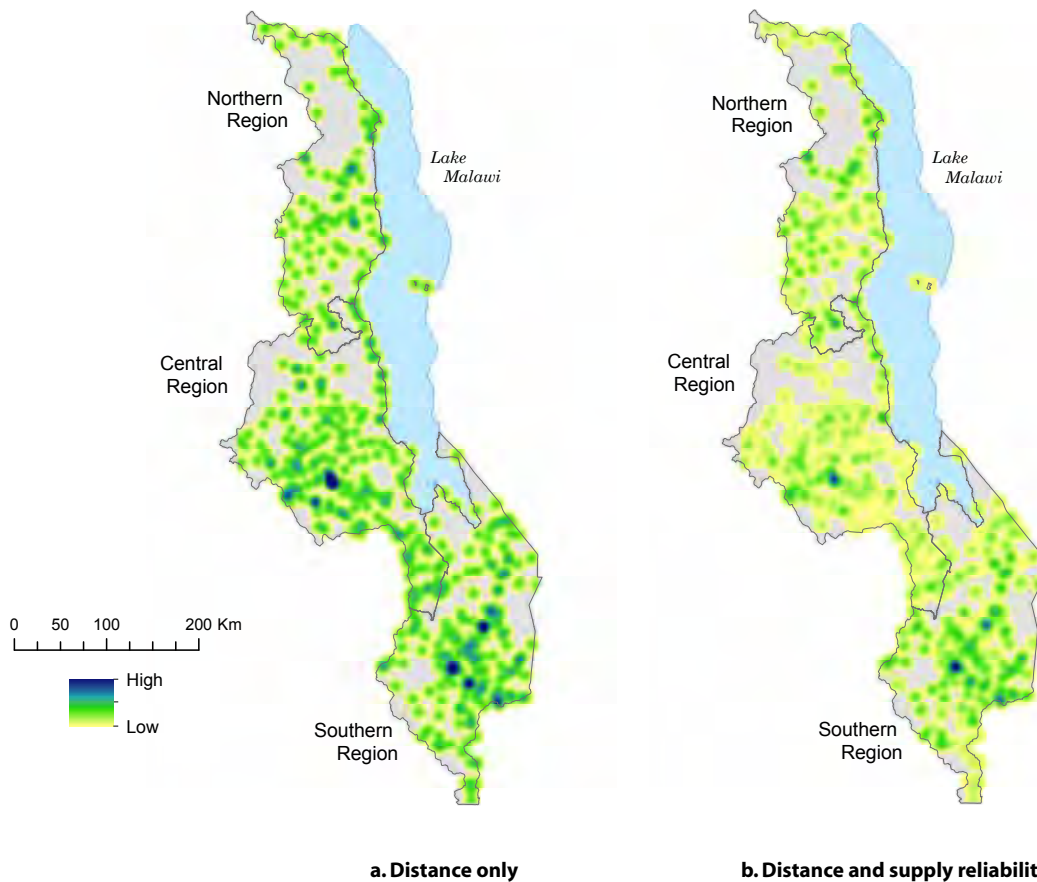 Northern
Region
Lake
Malawi
Central
Region
0 50 100 200 Km
High
Low
Southern
Region
a. Distance only
Northern
Region
Lake
Malawi
Central
Region
Southern
Region
b. Distance and supply reliabilit